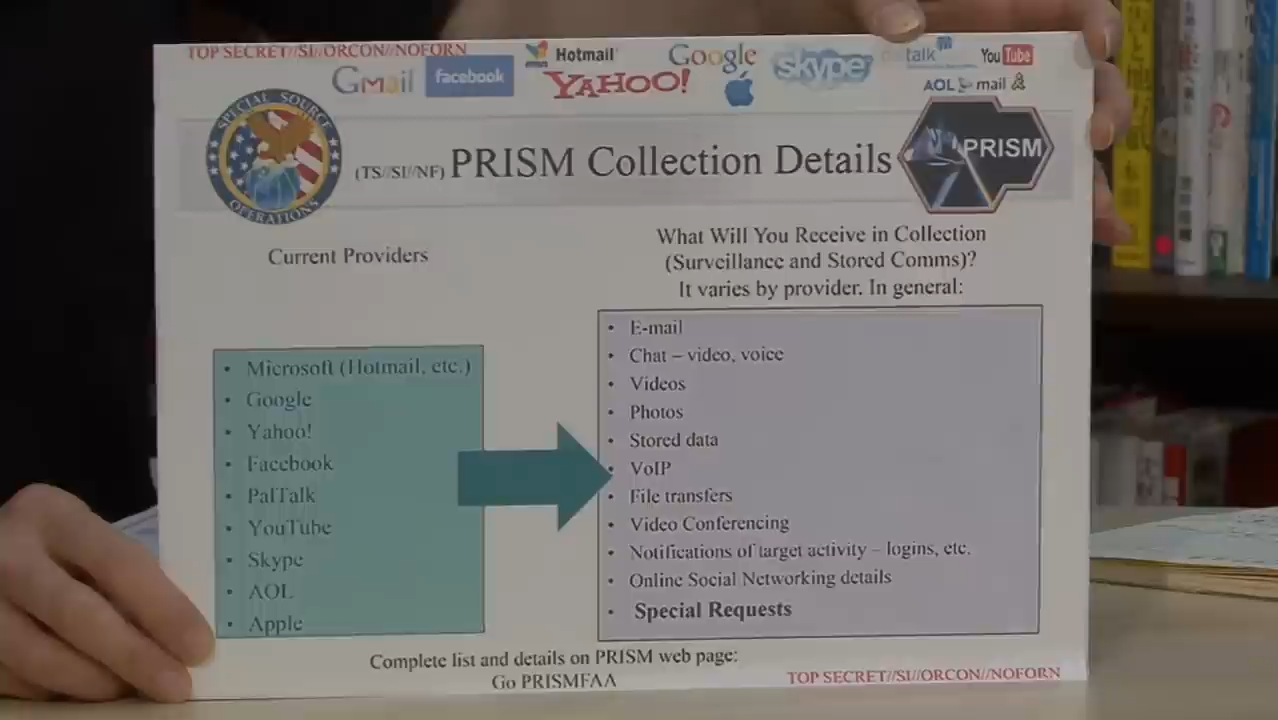 TOP SECRET//SI//ORCON//NOFORN
Gmail
facebook
Hotmail
YAHOO!
Google
skype
paltalk
YouTube
AOL mail
SPECIAL SOURCE
OPERATIONS
(TS//SI//NF) PRISM Collection Details
PRISM
Current Providers
What Will You Receive in Collection
(Surveillance and Stored Comms)?
It varies by provider. In general:
• Microsoft (Hotmail, etc.)
• Google
• Yahoo!
• Facebook
• PalTalk
• YouTube
• Skype
• AOL
• Apple
• E-mail
• Chat – video, voice
• Videos
• Photos
• Stored data
• VoIP
• File transfers
• Video Conferencing
• Notifications of target activity – logins, etc.
• Online Social Networking details
• Special Requests
Complete list and details on PRISM web page:
Go PRISMFAA
TOP SECRET//SI//ORCON//NOFORN